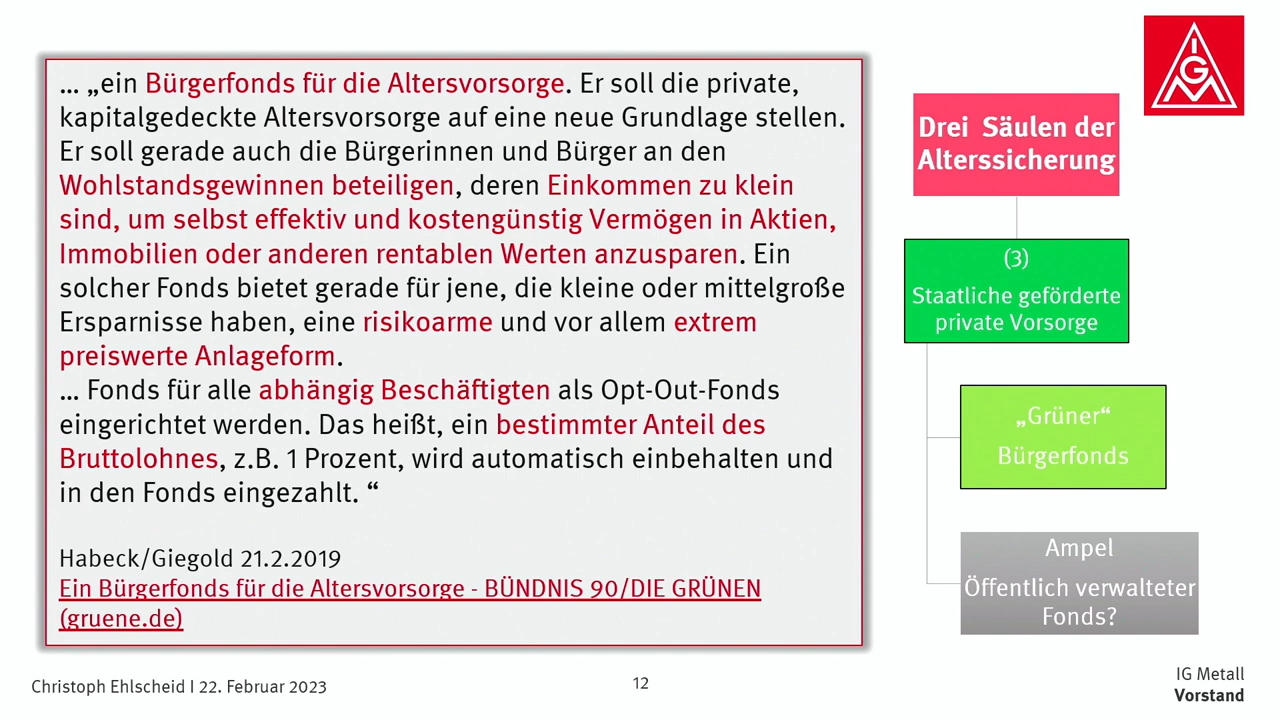 ... „ein Bürgerfonds für die Altersvorsorge. Er soll die private,
kapitalgedeckte Altersvorsorge auf eine neue Grundlage stellen.
Er soll gerade auch die Bürgerinnen und Bürger an den
Wohlstandsgewinnen beteiligen, deren Einkommen zu klein
sind, um selbst effektiv und kostengünstig Vermögen in Aktien,
Immobilien oder anderen rentablen Werten anzusparen. Ein
solcher Fonds bietet gerade für jene, die kleine oder mittelgroße
Ersparnisse haben, eine risikoarme und vor allem extrem
preiswerte Anlageform.
... Fonds für alle abhängig Beschäftigten als Opt-Out-Fonds
eingerichtet werden. Das heißt, ein bestimmter Anteil des
Bruttolohnes, z.B. 1 Prozent, wird automatisch einbehalten und
in den Fonds eingezahlt. “
Habeck/Giegold 21.2.2019
Ein Bürgerfonds für die Altersvorsorge - BÜNDNIS 90/DIE GRÜNEN
(gruene.de)
IGM
Drei Säulen der
Alterssicherung
(3)
Staatliche geförderte
private Vorsorge
„Grüner“
Bürgerfonds
Ampel
Öffentlich verwalteter
Fonds?
Christoph Ehlscheid I 22. Februar 2023
12
IG Metall
Vorstand